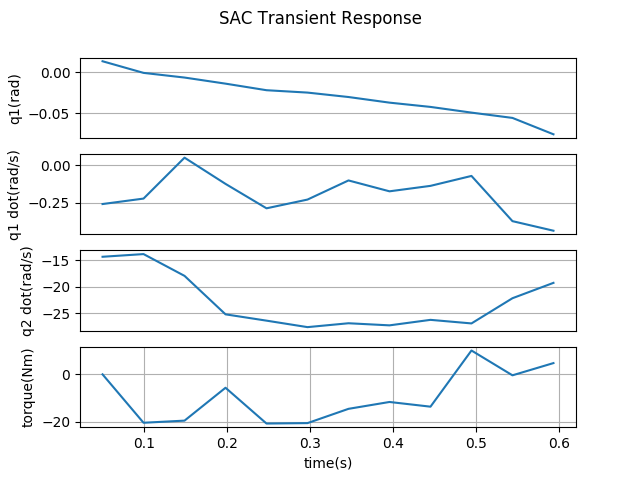 SAC Transient Response
q1(rad)
0.00
−0.05
q1 dot(rad/s)
0.00
−0.25
q2 dot(rad/s)
−15
−20
−25
torque(Nm)
0
−20
0.1 0.2 0.3 0.4 0.5 0.6
time(s)